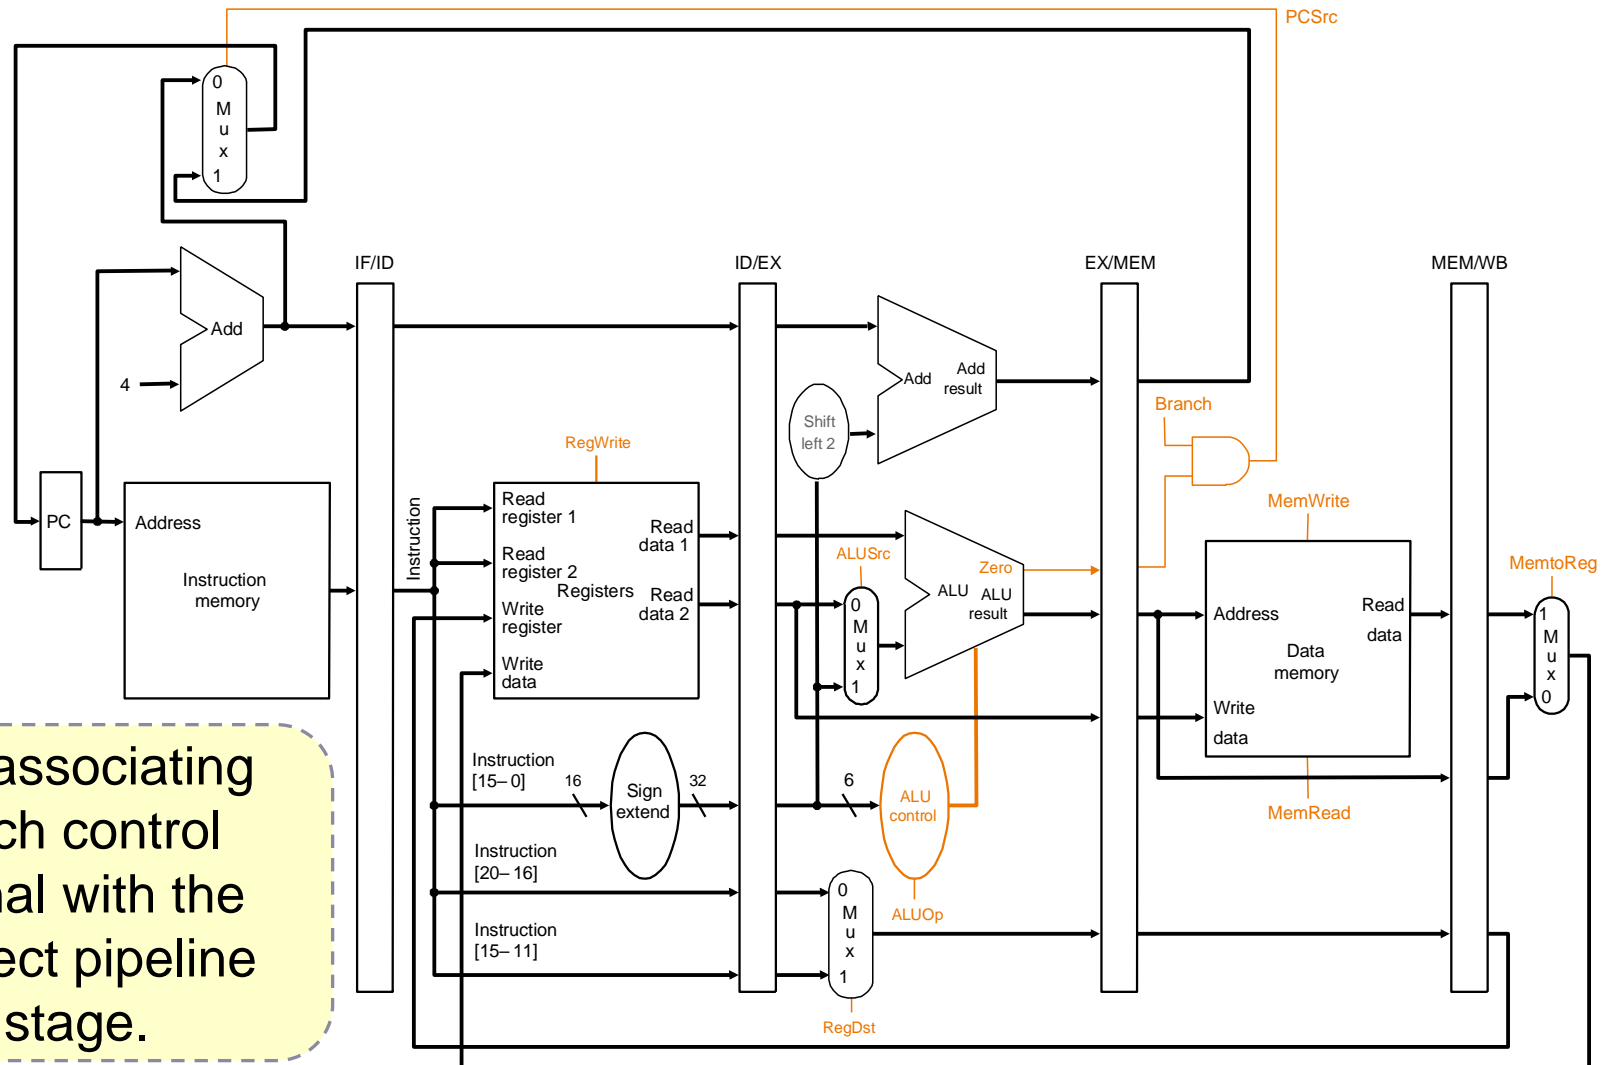 PCSrc
0
M
u
x
1
IF/ID
ID/EX
EX/MEM
MEM/WB
Add
4
Add
Add
result
Shift
left 2
Branch
RegWrite
PC
Address
Instruction
memory
Instruction
Read
register 1
Read
register 2
Write
register
Write
data
Registers
Read
data 1
Read
data 2
ALUSrc
0
M
u
x
1
Zero
ALU
ALU
result
MemWrite
Address
Read
data
Data
memory
Write
data
MemRead
MemtoReg
1
M
u
x
0
Instruction
[15–0]
16
Sign
extend
32
6
ALU
control
ALUOp
Instruction
[20–16]
Instruction
[15–11]
0
M
u
x
1
RegDst
associating
ch control
nal with the
ect pipeline
stage.